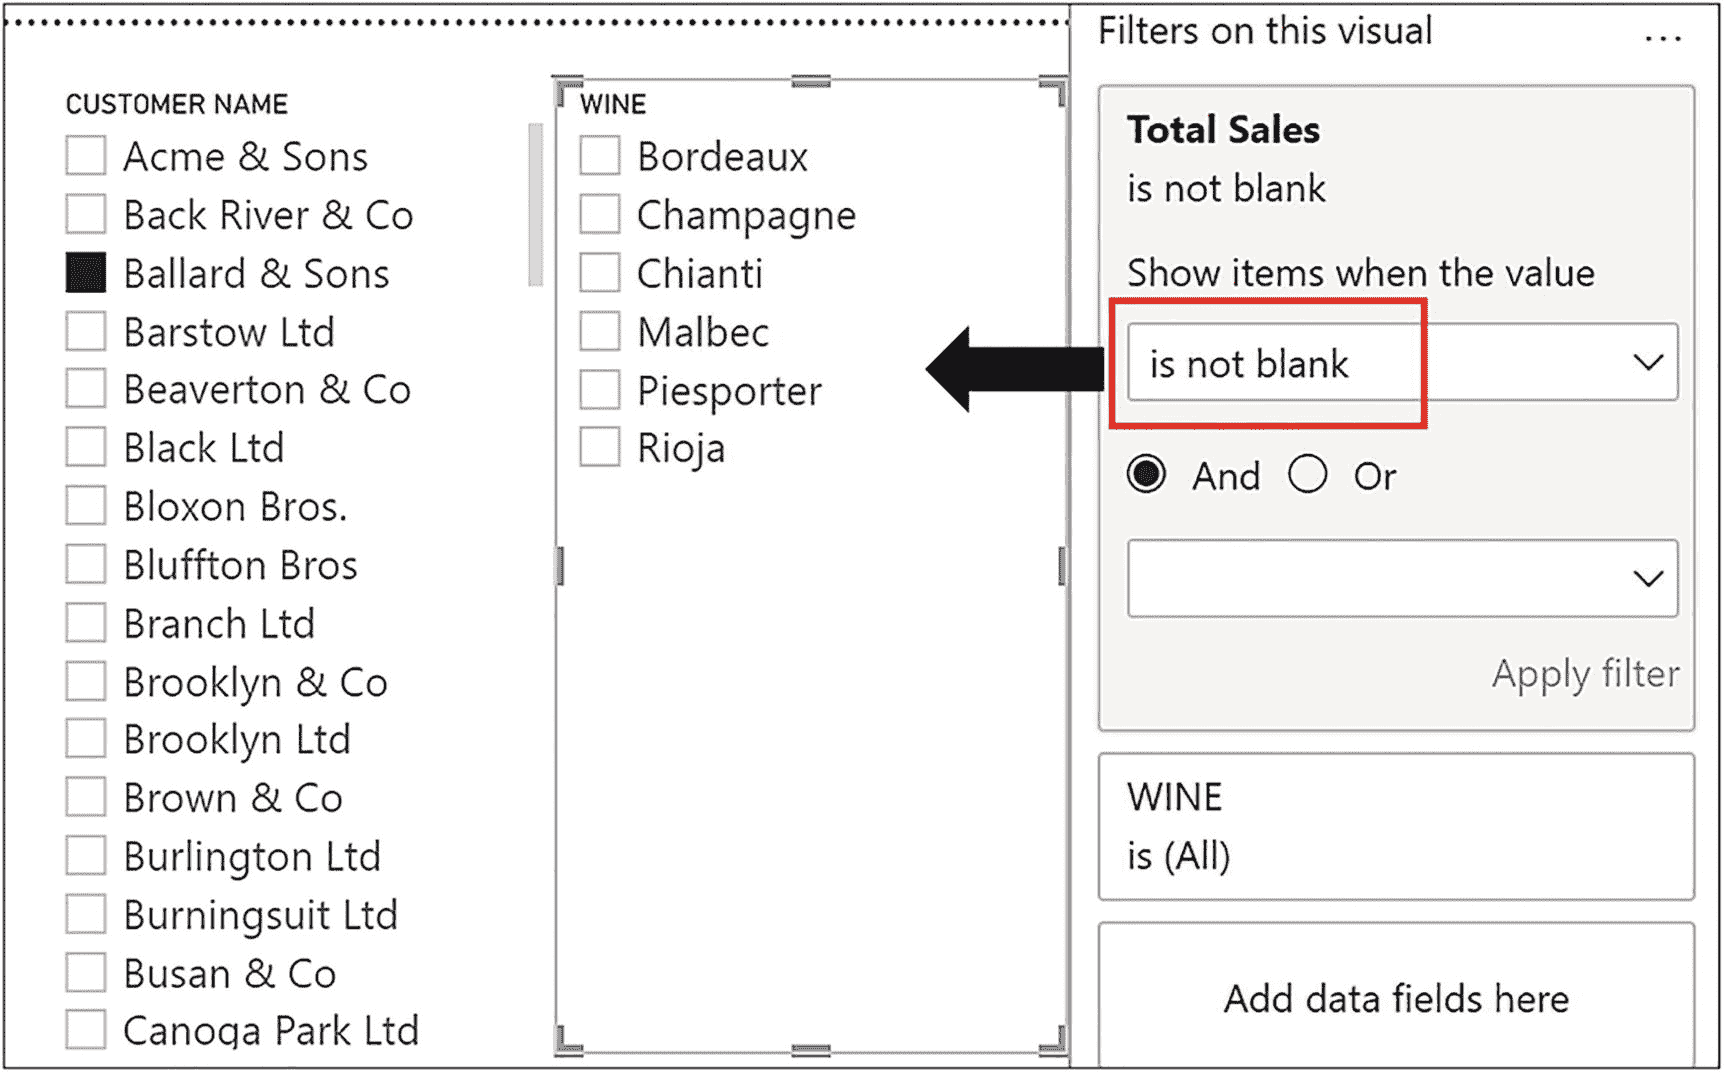 CUSTOMER NAME
Acme & Sons
Back River & Co
Ballard & Sons
Barstow Ltd
Beaverton & Co
Black Ltd
Bloxon Bros.
Bluffton Bros
Branch Ltd
Brooklyn & Co
Brooklyn Ltd
Brown & Co
Burlington Ltd
Burningsuit Ltd
Busan & Co
Canoga Park Ltd
WINE
Bordeaux
Champagne
Chianti
Malbec
Piesporter
Rioja
Filters on this visual
...
Total Sales
is not blank
Show items when the value
is not blank
And Or
Apply filter
WINE
is (All)
Add data fields here